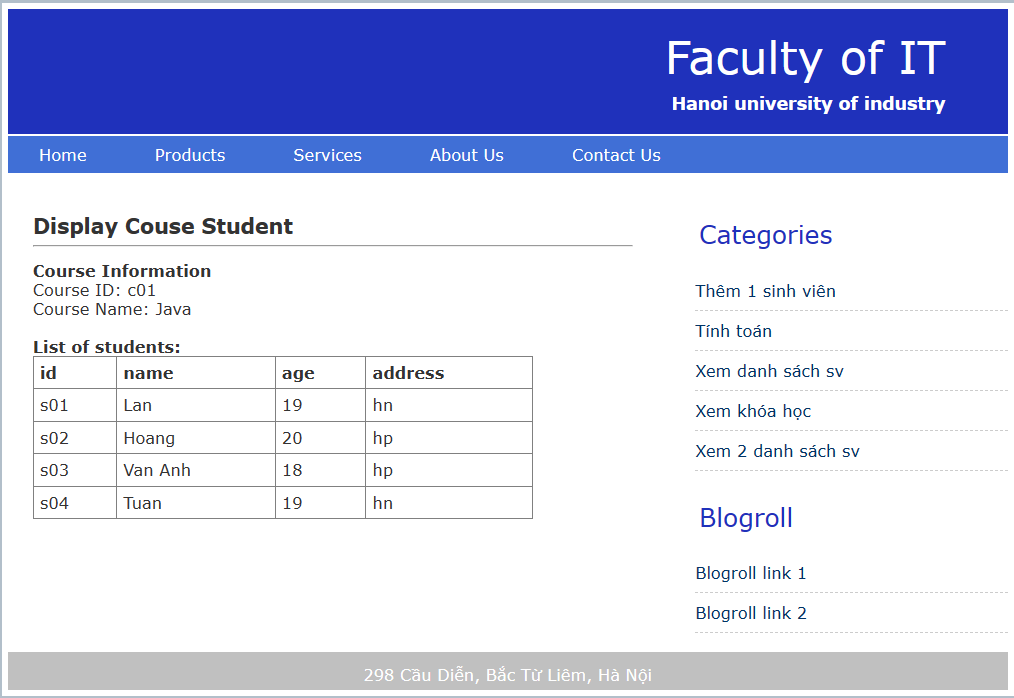 Faculty of IT
Hanoi university of industry
Home Products Services About Us Contact Us
Display Couse Student
Course Information
Course ID: c01
Course Name: Java
List of students:
id name age address
s01 Lan 19 hn
s02 Hoang 20 hp
s03 Van Anh 18 hp
s04 Tuan 19 hn
Categories
Thêm 1 sinh viên
Tính toán
Xem danh sách sv
Xem khóa học
Xem 2 danh sách sv
Blogroll
Blogroll link 1
Blogroll link 2
298 Cầu Diễn, Bắc Từ Liêm, Hà Nội